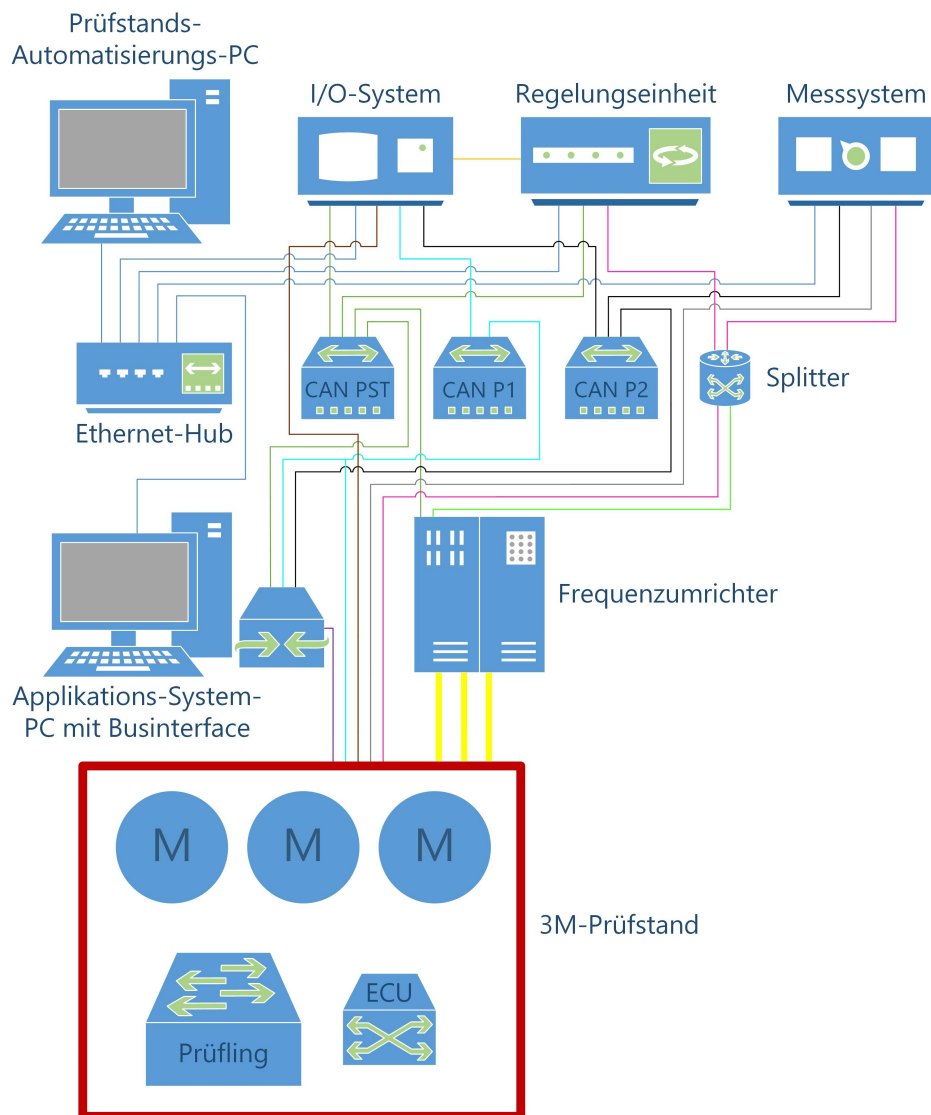 Prüfstands-
Automatisierungs-PC
I/O-System
Regelungseinheit
Messsystem
CAN PST
CAN P1
CAN P2
Splitter
Ethernet-Hub
Frequenzumrichter
Applikations-System-
PC mit Businterface
M
M
M
3M-Prüfstand
ECU
Prüfling